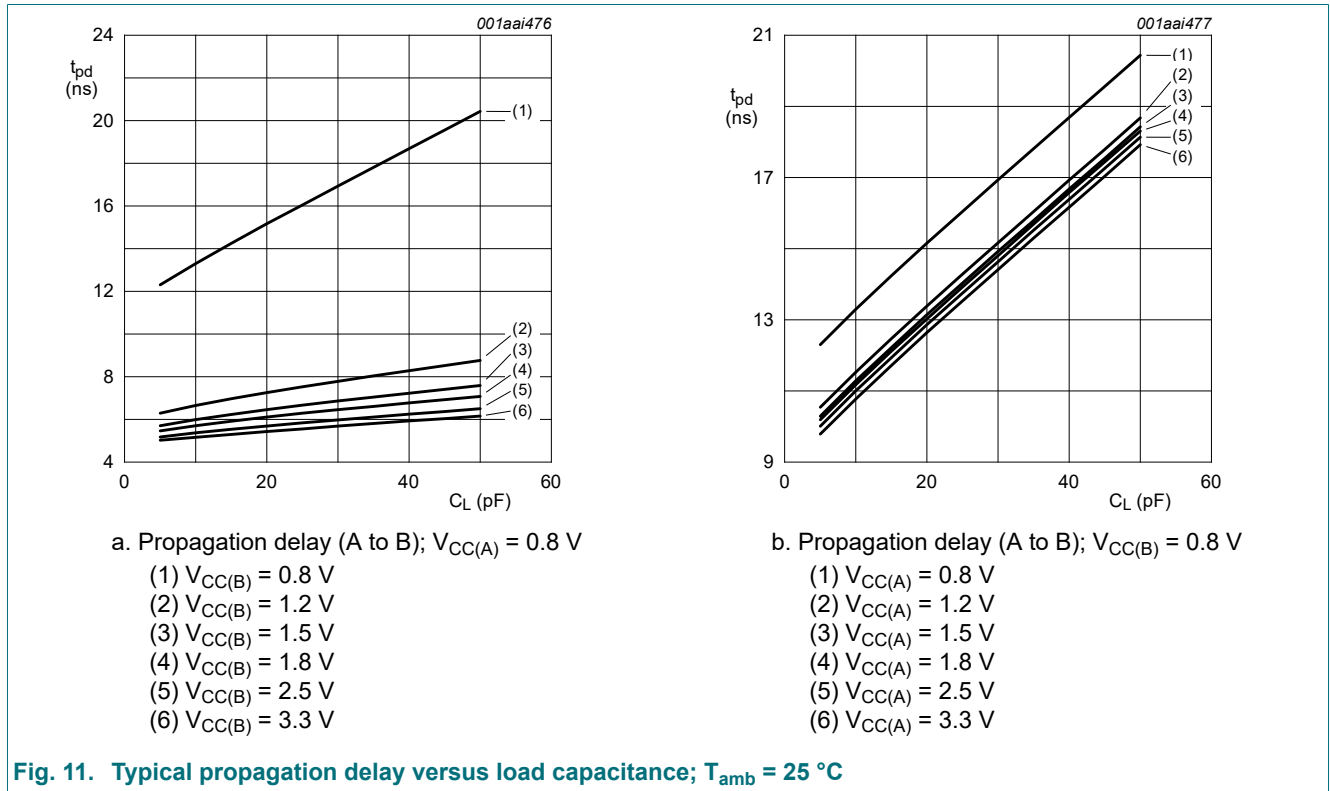 001aai476
24
20
16
12
8
4
t_pd
(ns)
(1)
(2)
(3)
(4)
(5)
(6)
0
20
40
60
C_L (pF)
a. Propagation delay (A to B); V_CC(A) = 0.8 V
(1) V_CC(B) = 0.8 V
(2) V_CC(B) = 1.2 V
(3) V_CC(B) = 1.5 V
(4) V_CC(B) = 1.8 V
(5) V_CC(B) = 2.5 V
(6) V_CC(B) = 3.3 V
001aai477
21
17
13
9
t_pd
(ns)
(1)
(2)
(3)
(4)
(5)
(6)
0
20
40
60
C_L (pF)
b. Propagation delay (A to B); V_CC(B) = 0.8 V
(1) V_CC(A) = 0.8 V
(2) V_CC(A) = 1.2 V
(3) V_CC(A) = 1.5 V
(4) V_CC(A) = 1.8 V
(5) V_CC(A) = 2.5 V
(6) V_CC(A) = 3.3 V
Fig. 11. Typical propagation delay versus load capacitance; T_amb = 25 °C